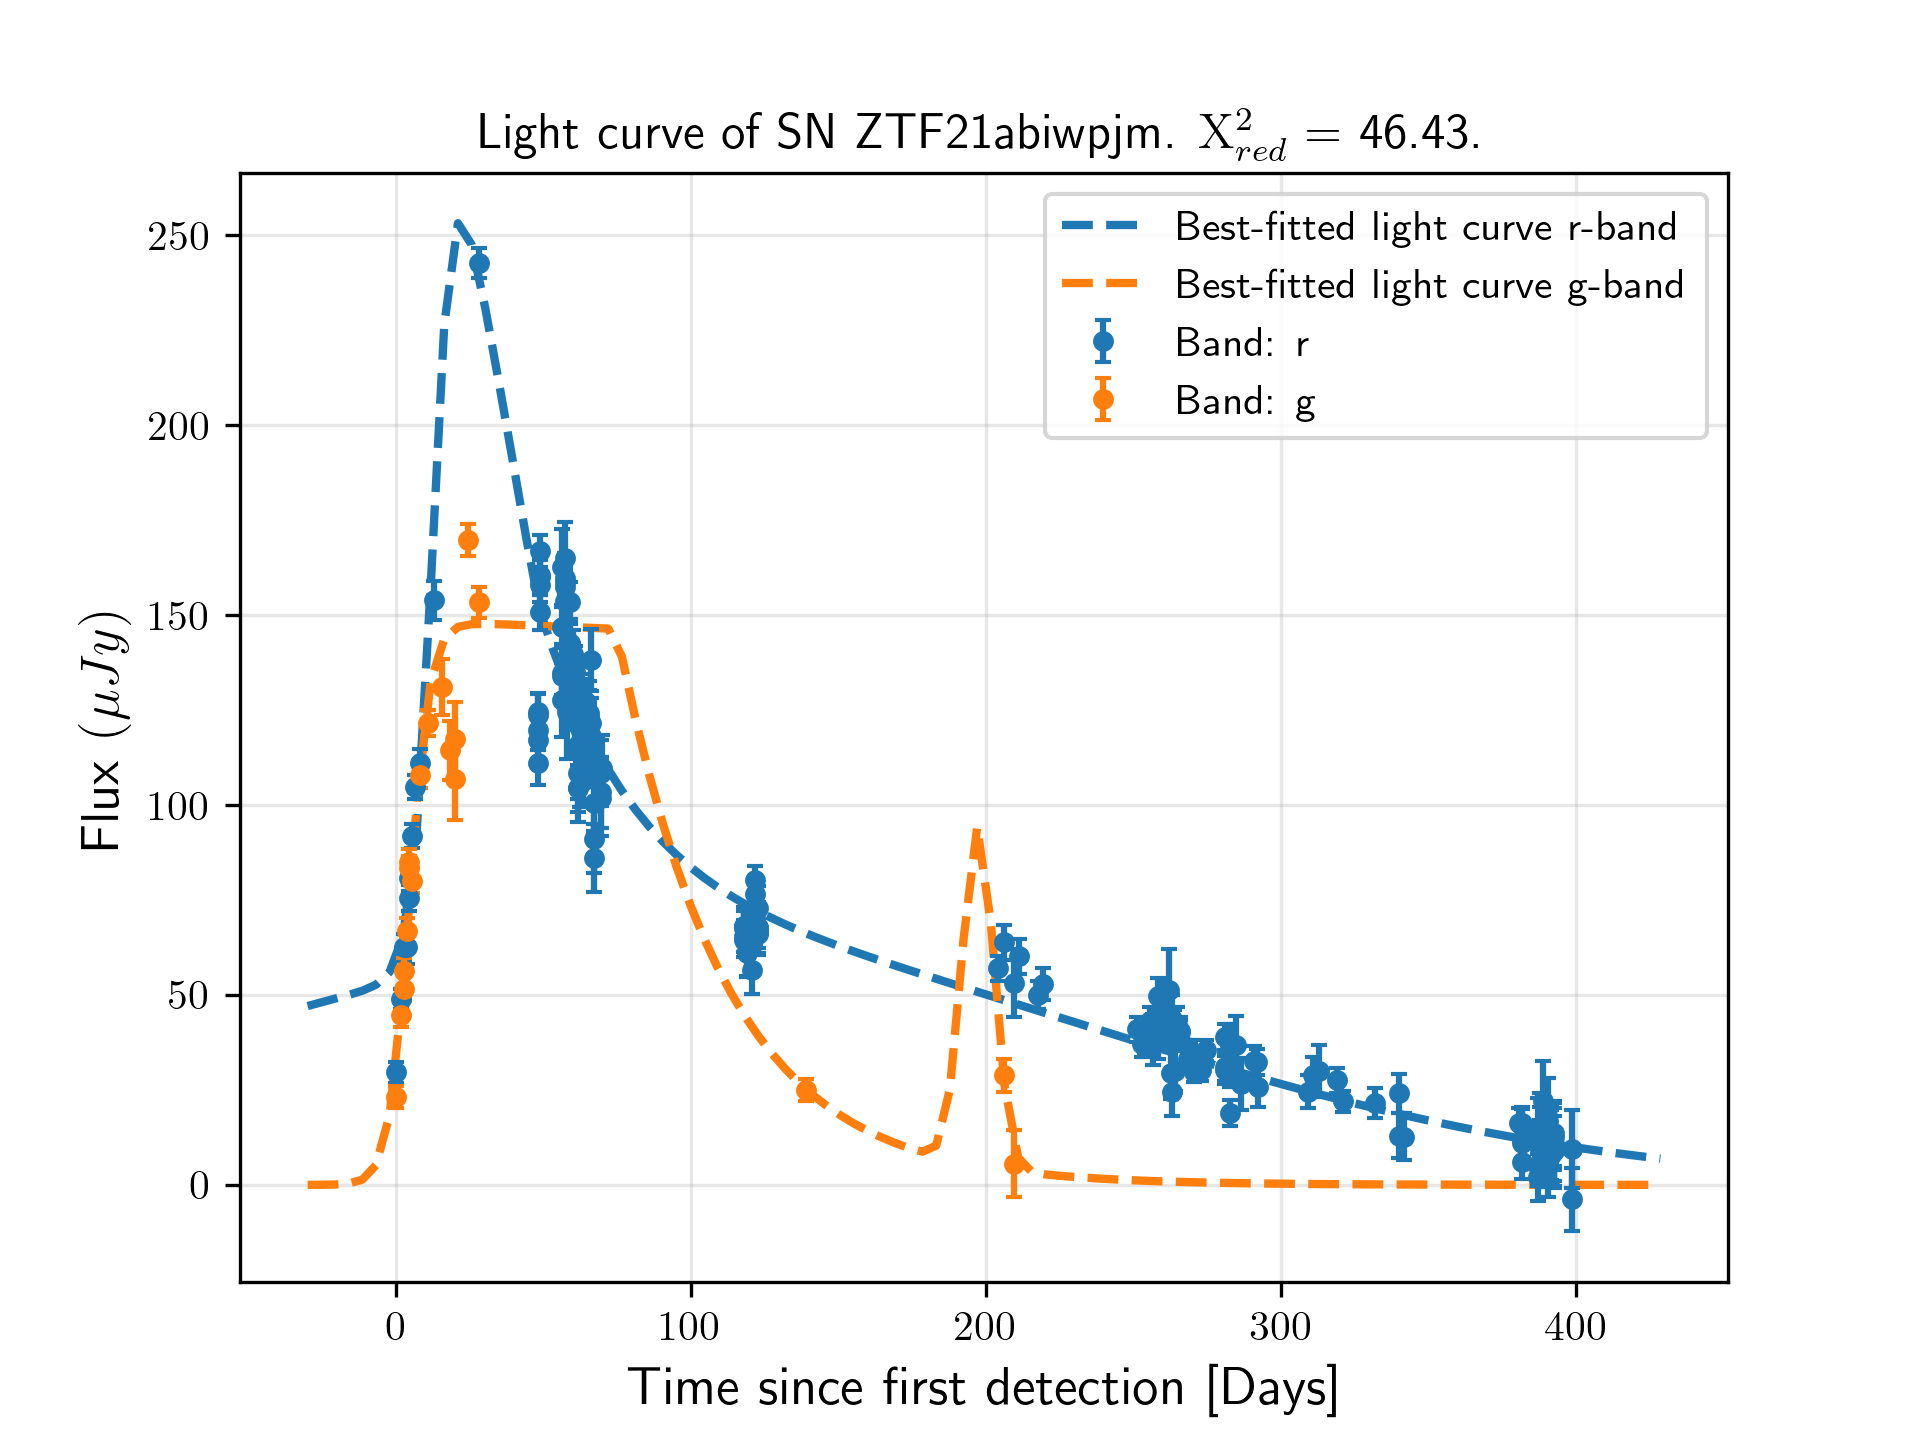 Light curve of SN ZTF21abiwpjm. X²_red = 46.43.
Best-fitted light curve r-band
Best-fitted light curve g-band
Band: r
Band: g
250
200
150
100
50
0
Flux (μJy)
0 100 200 300 400
Time since first detection [Days]